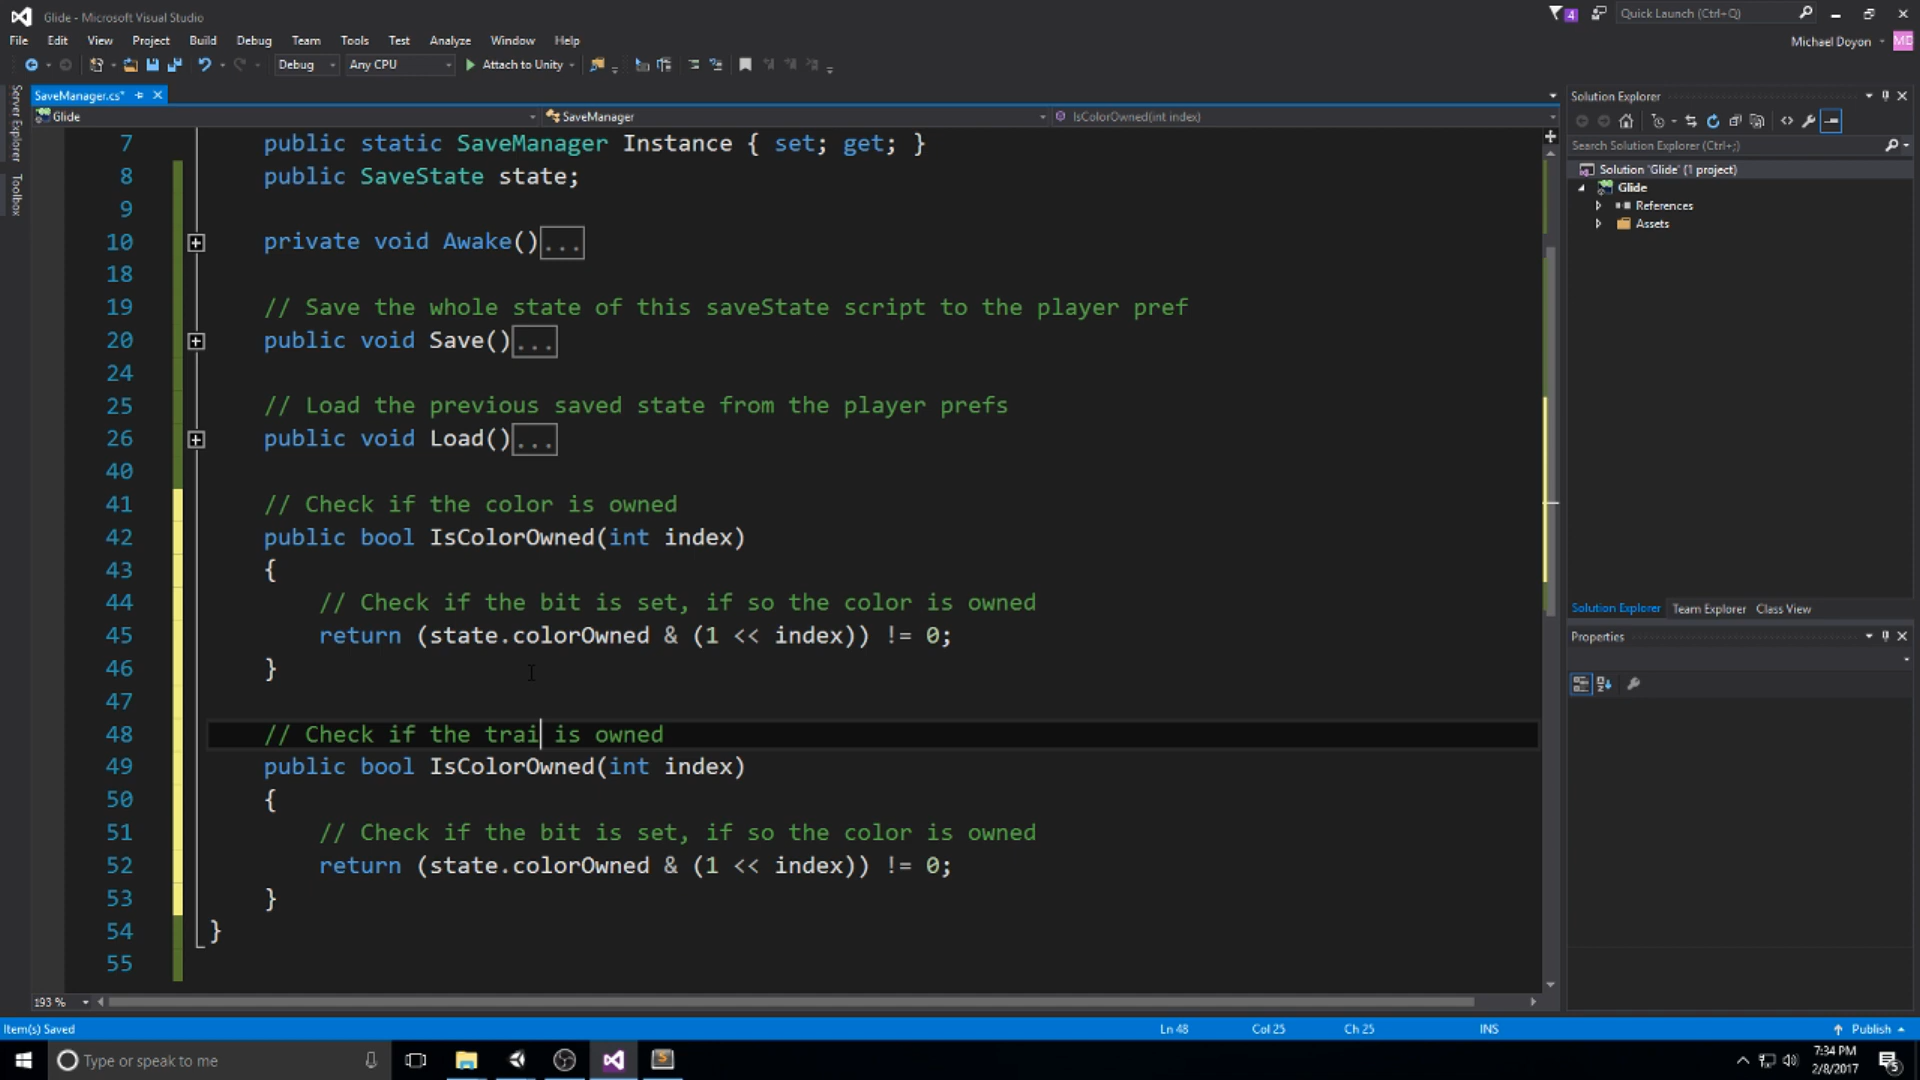 Glide - Microsoft Visual Studio
4
Quick Launch (Ctrl+Q)
File Edit View Project Build Debug Team Tools Test Analyze Window Help
Michael Doyon
MD
Debug Any CPU Attach to Unity
SaveManager.cs*
Glide
SaveManager
IsColorOwned(int index)
Server Explorer
Toolbox
7 public static SaveManager Instance { set; get; }
8 public SaveState state;
9
10 private void Awake()...
18
19 // Save the whole state of this saveState script to the player pref
20 public void Save()...
24
25 // Load the previous saved state from the player prefs
26 public void Load()...
40
41 // Check if the color is owned
42 public bool IsColorOwned(int index)
43 {
44 // Check if the bit is set, if so the color is owned
45 return (state.colorOwned & (1 << index)) != 0;
46 }
47
48 // Check if the trai is owned
49 public bool IsColorOwned(int index)
50 {
51 // Check if the bit is set, if so the color is owned
52 return (state.colorOwned & (1 << index)) != 0;
53 }
54 }
55
193 %
Solution Explorer
Search Solution Explorer (Ctrl+;)
Solution 'Glide' (1 project)
Glide
References
Assets
Solution Explorer Team Explorer Class View
Properties
Item(s) Saved
Ln 48 Col 25 Ch 25 INS
Publish
Type or speak to me
7:34 PM
2/8/2017
5